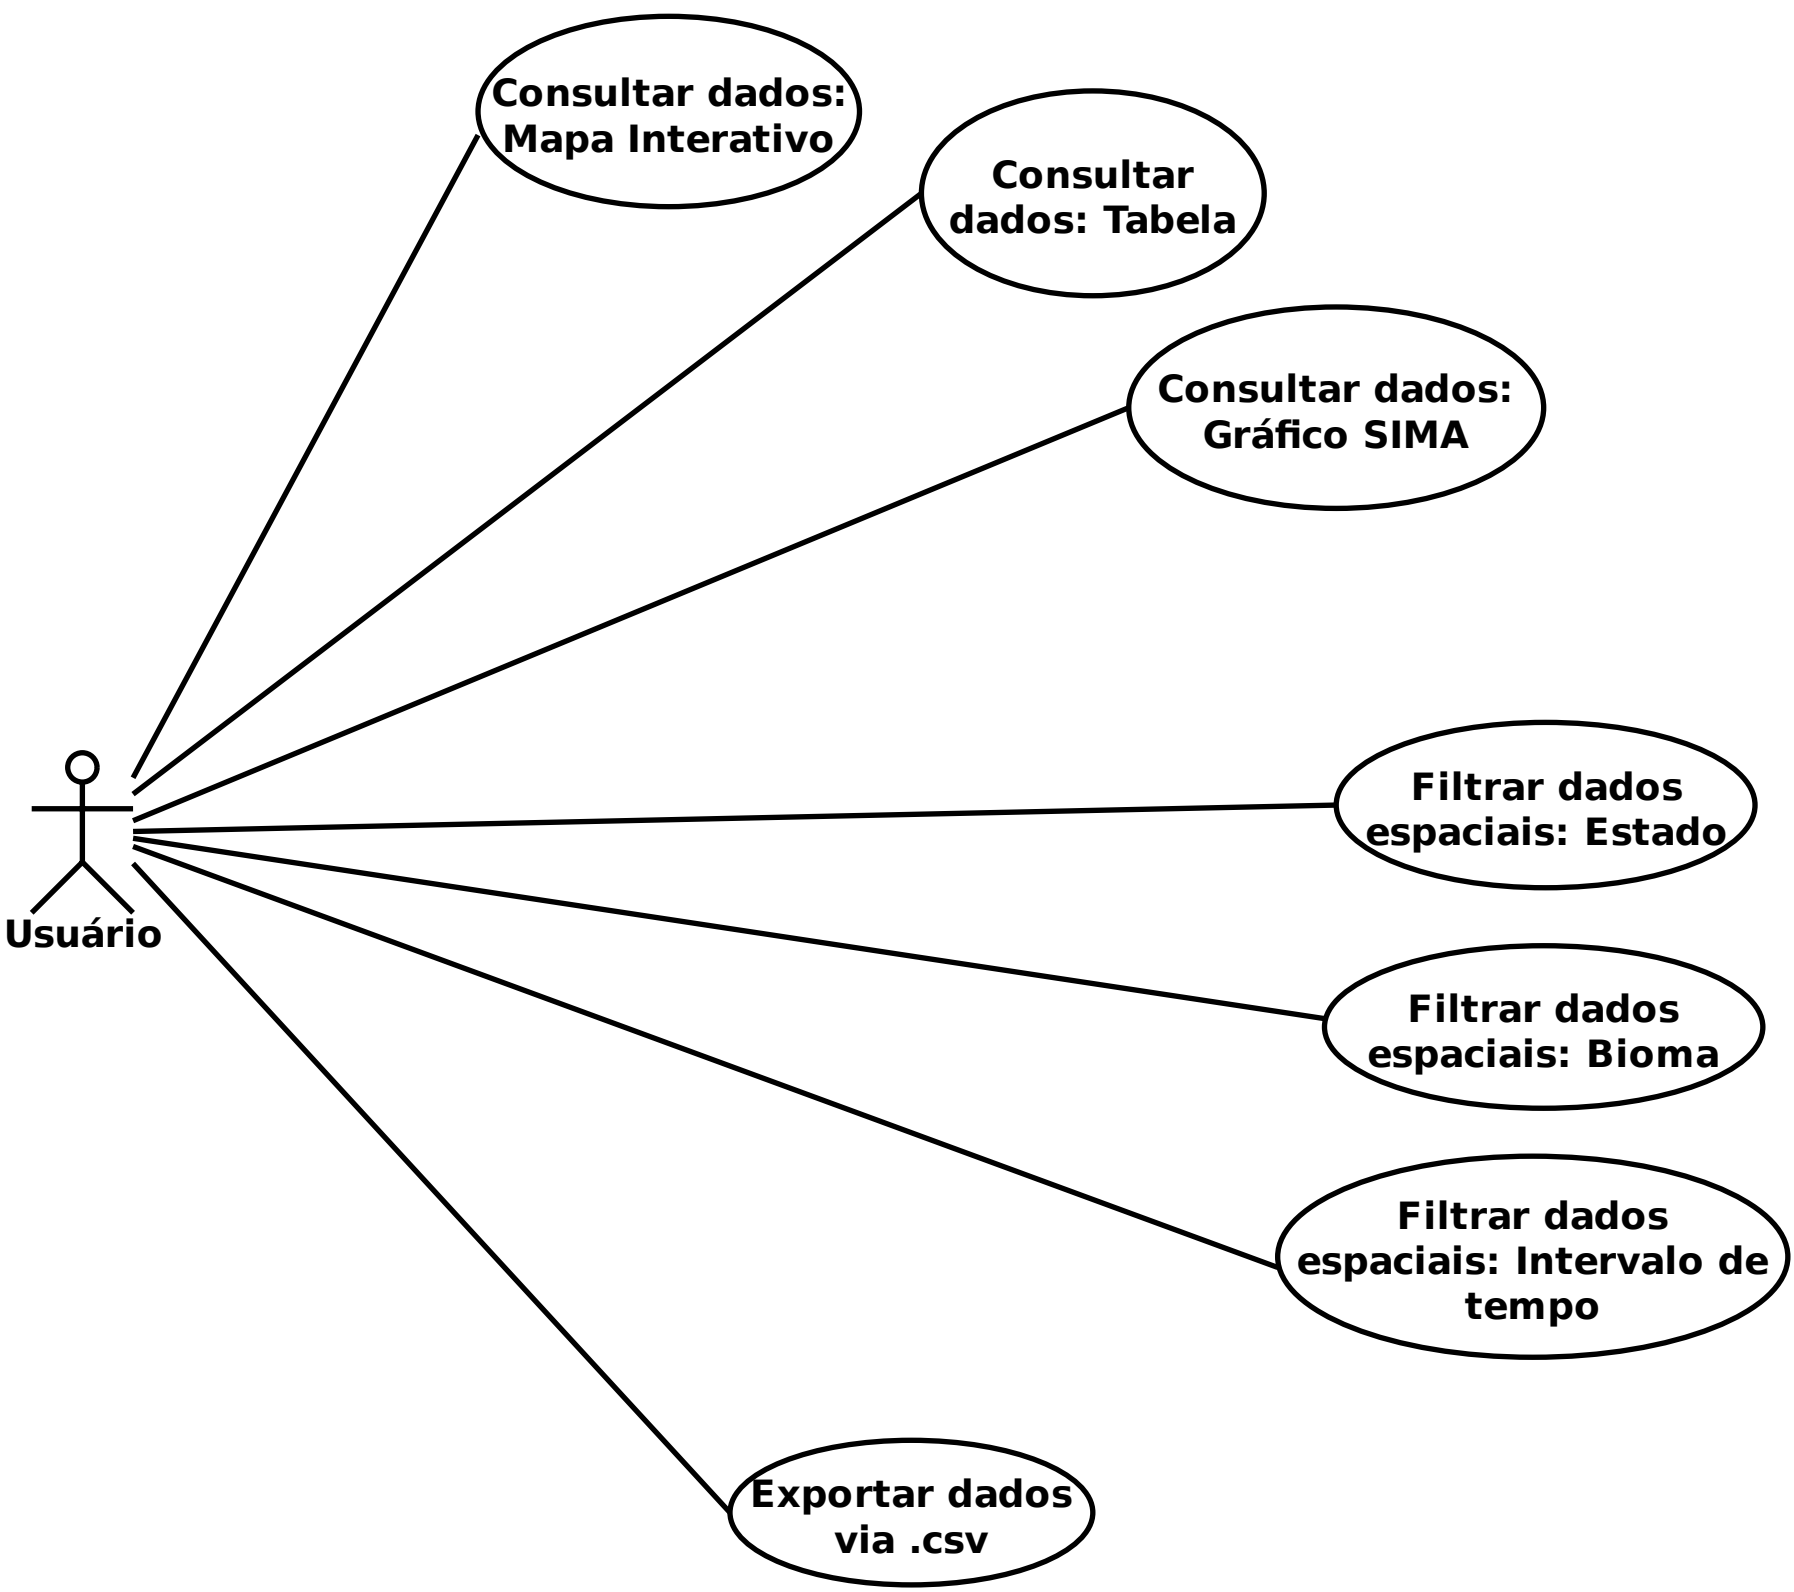 Consultar dados:
Mapa Interativo
Consultar
dados: Tabela
Consultar dados:
Gráfico SIMA
Filtrar dados
espaciais: Estado
Usuário
Filtrar dados
espaciais: Bioma
Filtrar dados
espaciais: Intervalo de
tempo
Exportar dados
via .csv